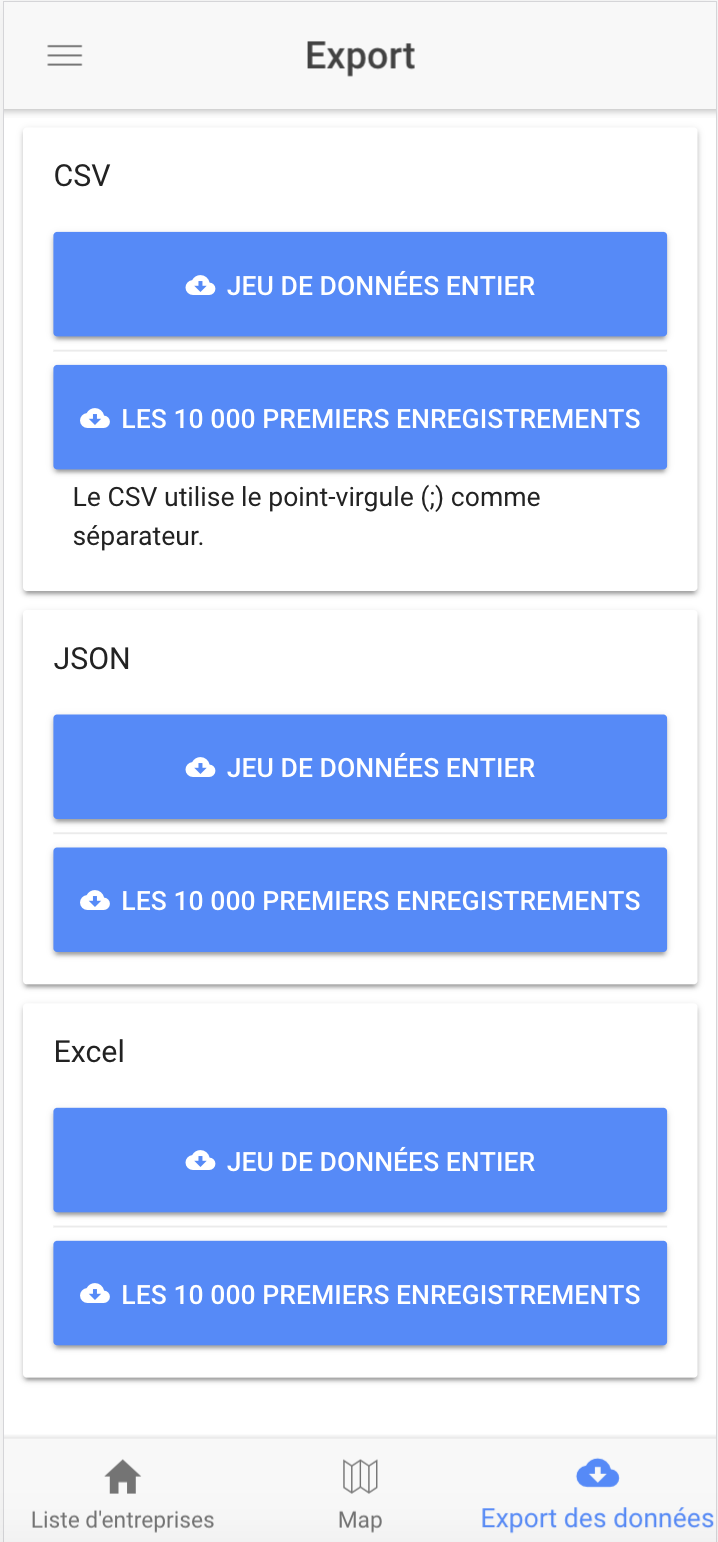 Export
CSV
JEU DE DONNÉES ENTIER
LES 10 000 PREMIERS ENREGISTREMENTS
Le CSV utilise le point-virgule (;) comme
séparateur.
JSON
JEU DE DONNÉES ENTIER
LES 10 000 PREMIERS ENREGISTREMENTS
Excel
JEU DE DONNÉES ENTIER
LES 10 000 PREMIERS ENREGISTREMENTS
Liste d'entreprises
Map
Export des données